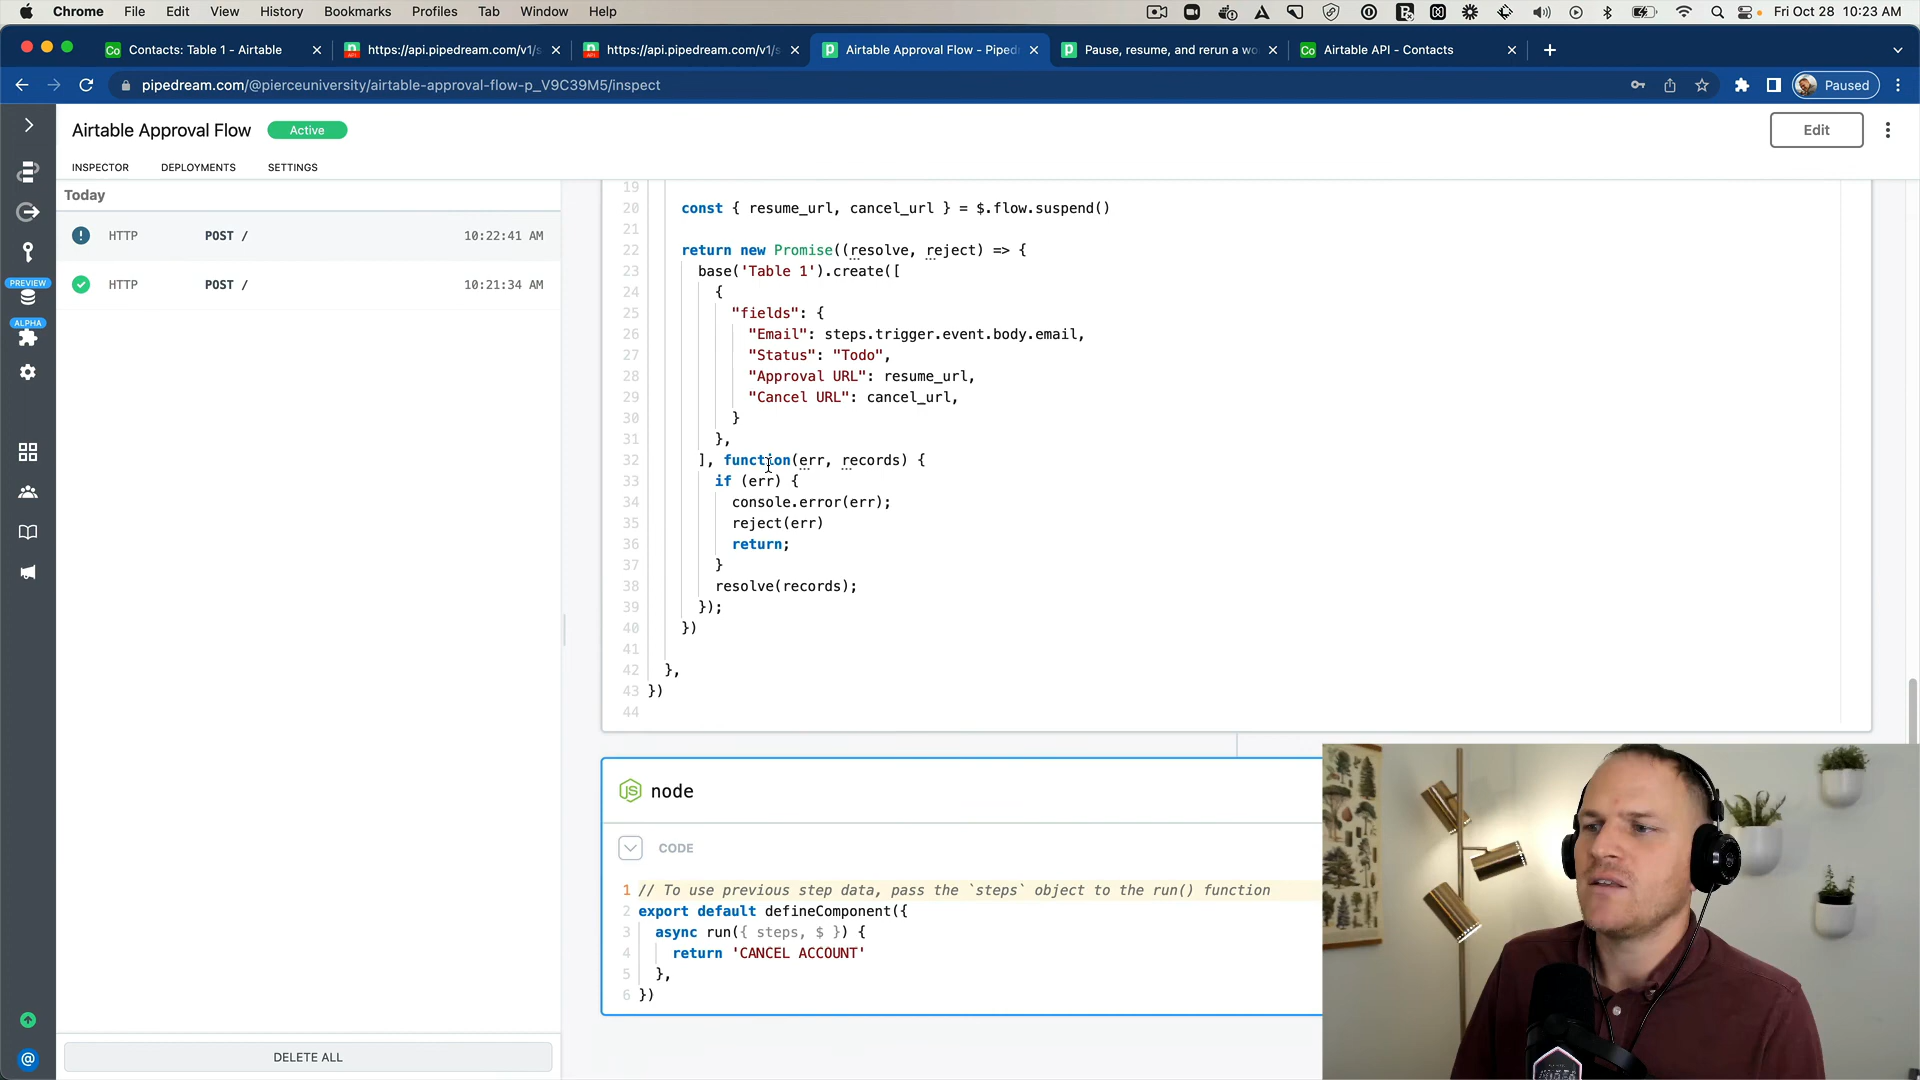 Chrome File Edit View History Bookmarks Profiles Tab Window Help Fri Oct 28 10:23 AM
Contacts: Table 1 - Airtable https://api.pipedream.com/v1/s https://api.pipedream.com/v1/s Airtable Approval Flow - Piped Pause, resume, and rerun a wo Airtable API - Contacts
pipedream.com/@pierceuniversity/airtable-approval-flow-p_V9C39M5/inspect Paused
Airtable Approval Flow Active Edit
INSPECTOR DEPLOYMENTS SETTINGS
Today
HTTP POST / 10:22:41 AM
HTTP POST / 10:21:34 AM
PREVIEW
ALPHA
DELETE ALL
19
20 const { resume_url, cancel_url } = $.flow.suspend()
21
22 return new Promise((resolve, reject) => {
23 base('Table 1').create([
24 {
25 "fields": {
26 "Email": steps.trigger.event.body.email,
27 "Status": "Todo",
28 "Approval URL": resume_url,
29 "Cancel URL": cancel_url,
30 }
31 },
32 ], function(err, records) {
33 if (err) {
34 console.error(err);
35 reject(err)
36 return;
37 }
38 resolve(records);
39 });
40 })
41
42 },
43 })
44
JS node
CODE
1 // To use previous step data, pass the `steps` object to the run() function
2 export default defineComponent({
3 async run({ steps, $ }) {
4 return 'CANCEL ACCOUNT'
5 },
6 })